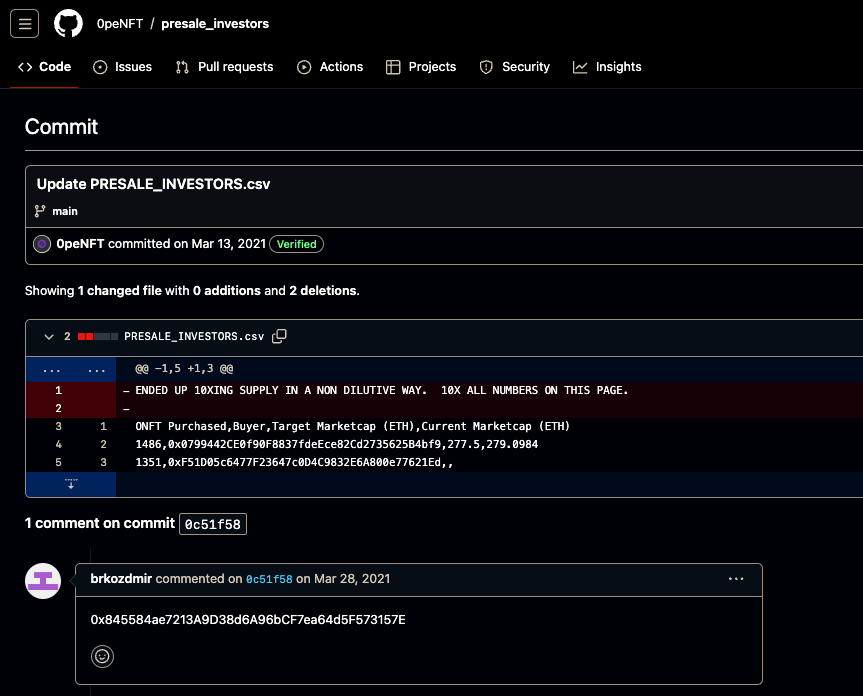 0peNFT / presale_investors
Code Issues Pull requests Actions Projects Security Insights
Commit
Update PRESALE_INVESTORS.csv
main
0peNFT committed on Mar 13, 2021 Verified
Showing 1 changed file with 0 additions and 2 deletions.
2 PRESALE_INVESTORS.csv
... ... @@ -1,5 +1,3 @@
1 - ENDED UP 10XING SUPPLY IN A NON DILUTIVE WAY.  10X ALL NUMBERS ON THIS PAGE.
2 -
3 1 ONFT Purchased,Buyer,Target Marketcap (ETH),Current Marketcap (ETH)
4 2 1486,0x0799442CE0f90F8837fdeEce82Cd2735625B4bf9,277.5,279.0984
5 3 1351,0xF51D05c6477F23647c0D4C9832E6A800e77621Ed,,
1 comment on commit 0c51f58
brkozdmir commented on 0c51f58 on Mar 28, 2021
...
0x845584ae7213A9D38d6A96bCF7ea64d5F573157E